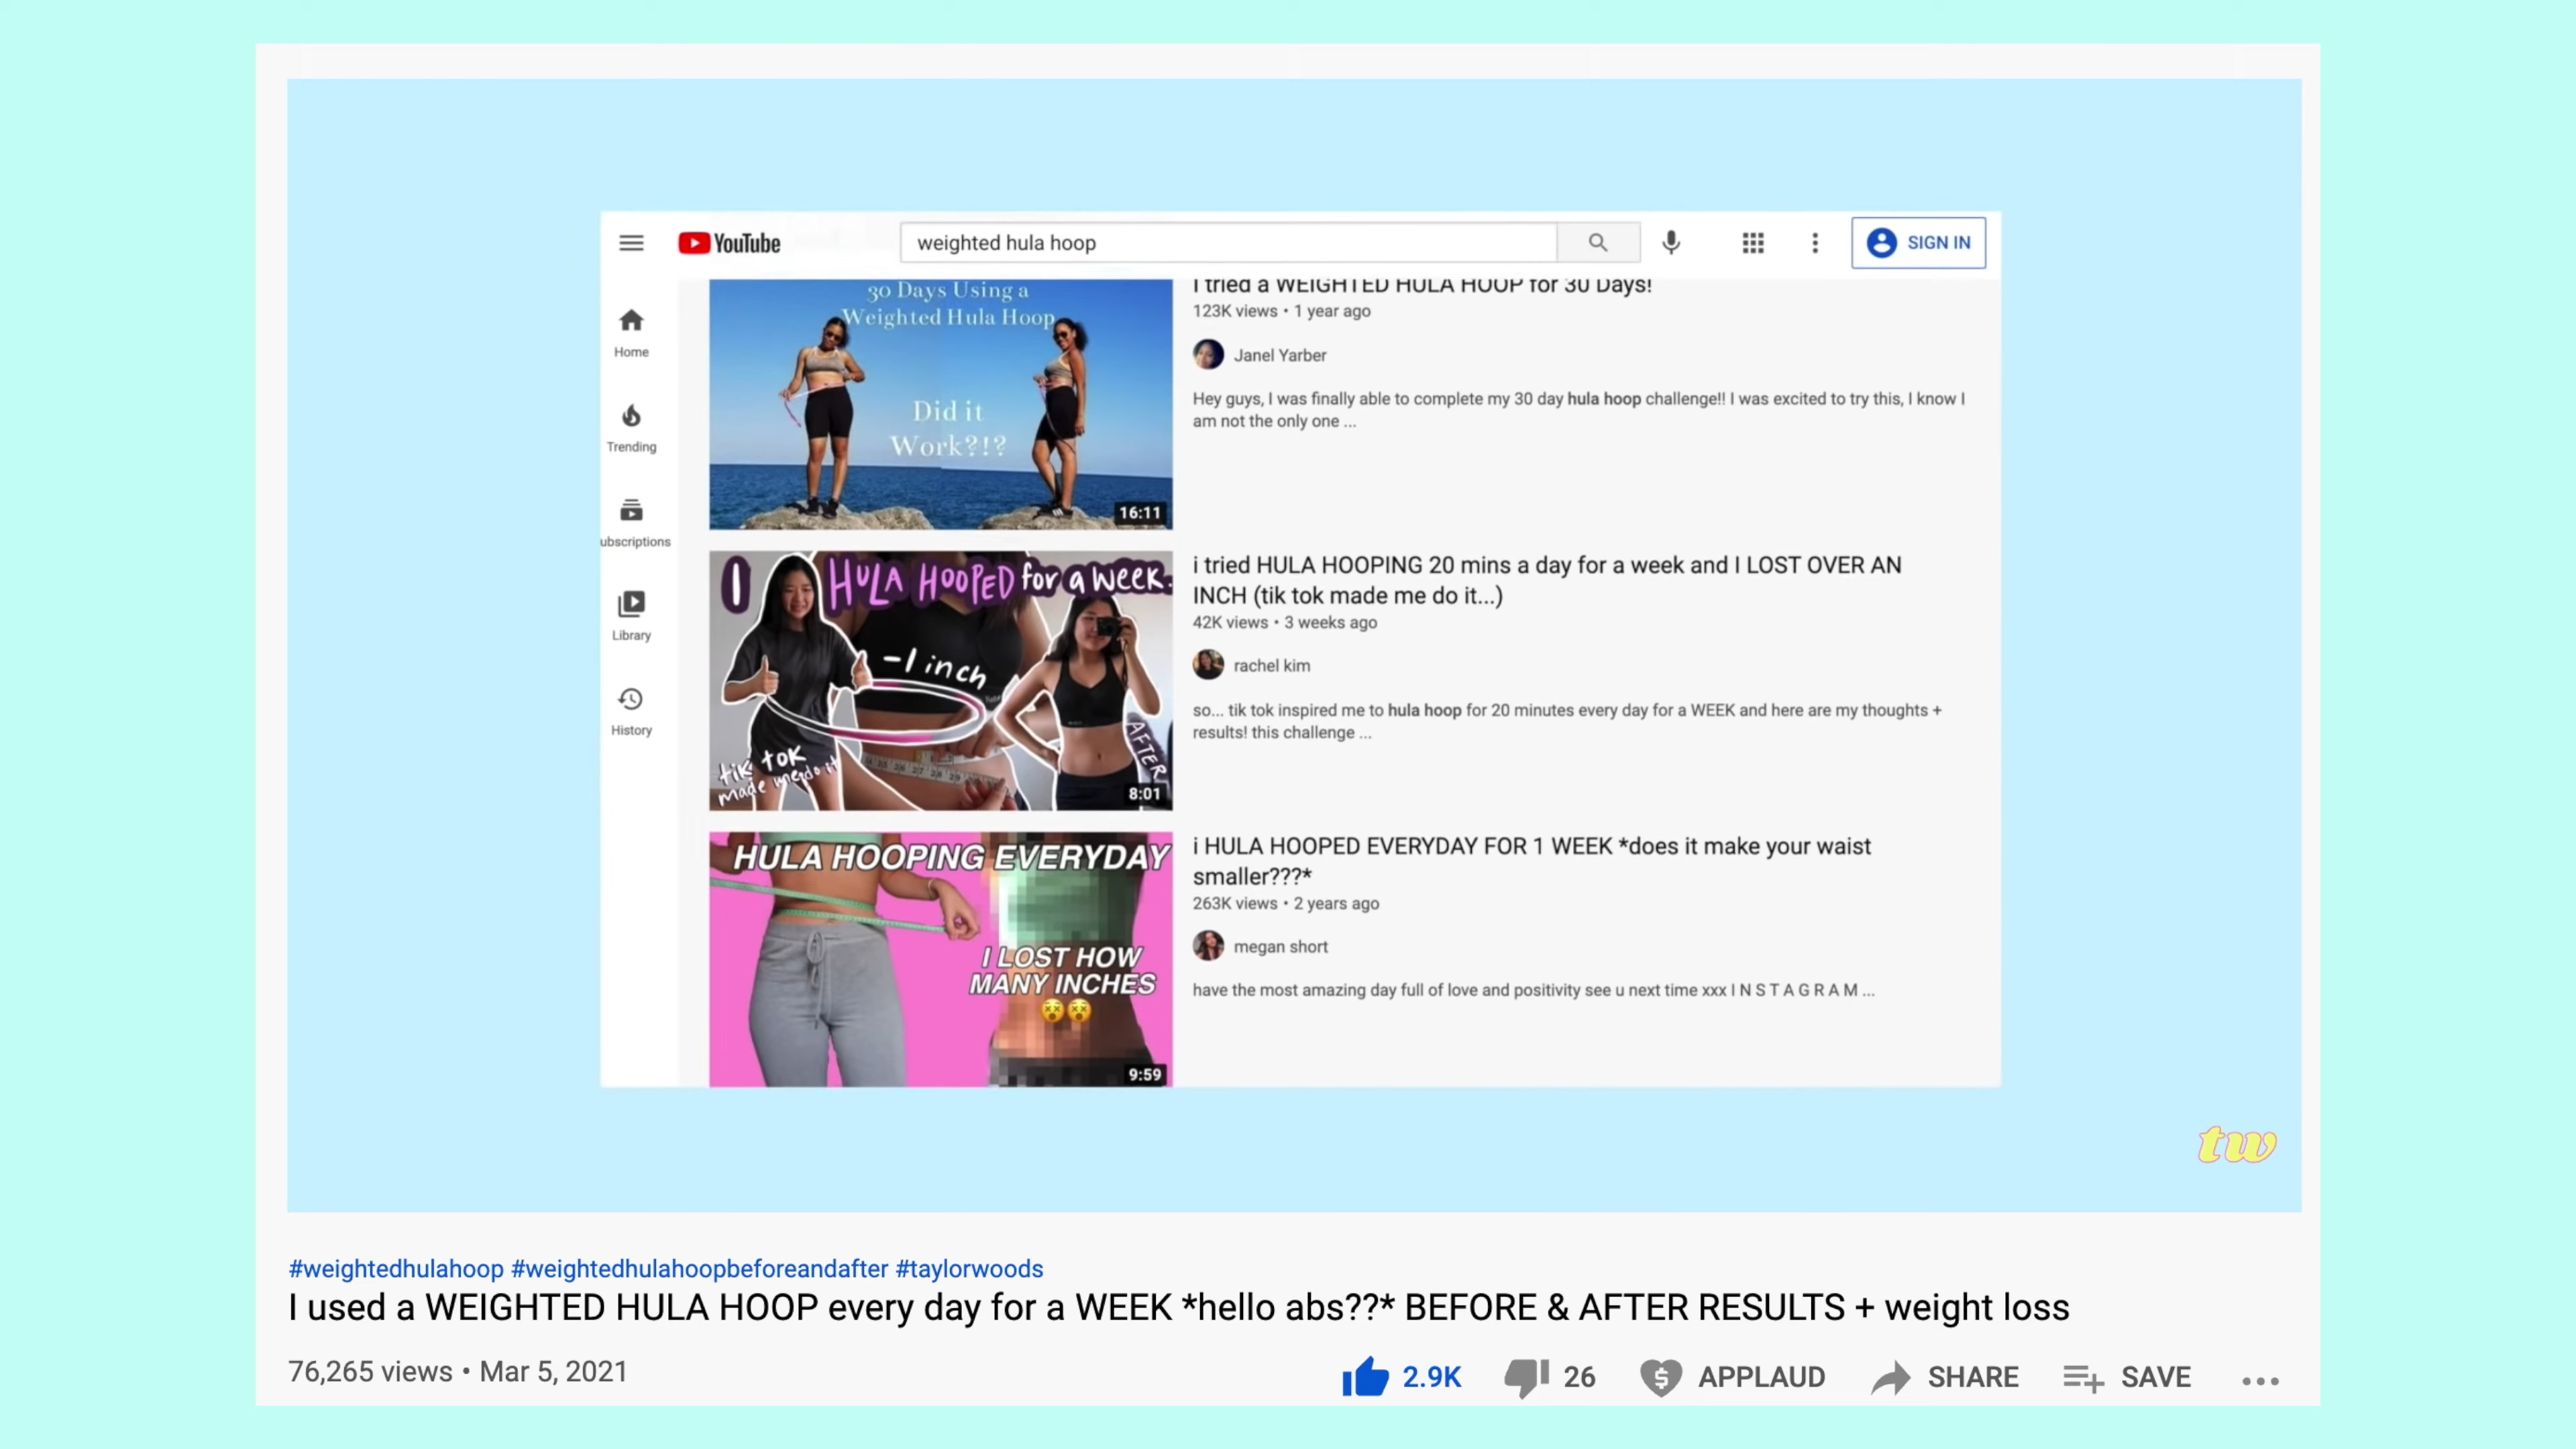 YouTube
weighted hula hoop
SIGN IN
Home
Trending
ubscriptions
Library
History
30 Days Using a
Weighted Hula Hoop
Did it
Work?!?
16:11
I tried a WEIGHTED HULA HOOP for 30 Days!
123K views • 1 year ago
Janel Yarber
Hey guys, I was finally able to complete my 30 day hula hoop challenge!! I was excited to try this, I know I
am not the only one ...
I HULA HOOPED for a WEEK.
-1 inch
AFTER
tik tok
made me do it
24 25 26 27 28 29
8:01
i tried HULA HOOPING 20 mins a day for a week and I LOST OVER AN
INCH (tik tok made me do it...)
42K views • 3 weeks ago
rachel kim
so... tik tok inspired me to hula hoop for 20 minutes every day for a WEEK and here are my thoughts +
results! this challenge ...
HULA HOOPING EVERYDAY
I LOST HOW
MANY INCHES
9:59
i HULA HOOPED EVERYDAY FOR 1 WEEK *does it make your waist
smaller???*
263K views • 2 years ago
megan short
have the most amazing day full of love and positivity see u next time xxx I N S T A G R A M ...
tw
#weightedhulahoop #weightedhulahoopbeforeandafter #taylorwoods
I used a WEIGHTED HULA HOOP every day for a WEEK *hello abs??* BEFORE & AFTER RESULTS + weight loss
76,265 views • Mar 5, 2021
2.9K
26
APPLAUD
SHARE
SAVE